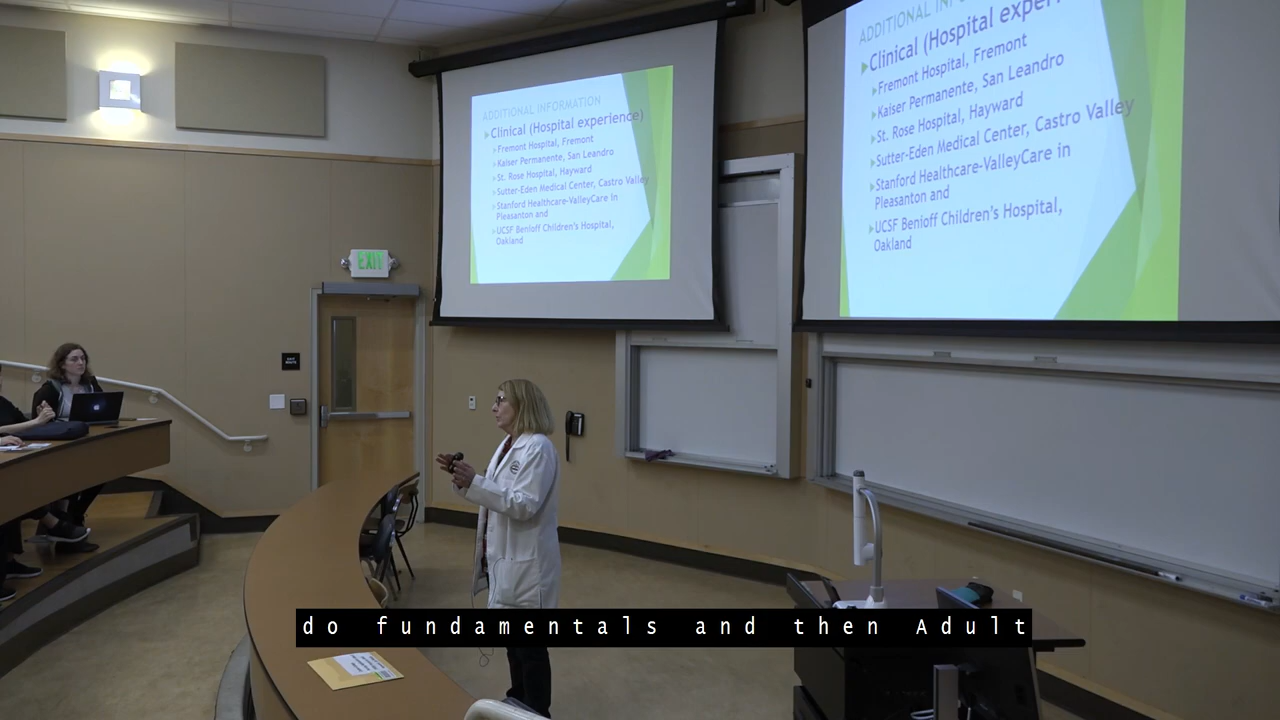 ADDITIONAL INFORMATION
Clinical (Hospital experience)
Fremont Hospital, Fremont
Kaiser Permanente, San Leandro
St. Rose Hospital, Hayward
Sutter-Eden Medical Center, Castro Valley
Stanford Healthcare-ValleyCare in
Pleasanton and
UCSF Benioff Children's Hospital,
Oakland
ADDITIONAL
Clinical (Hospital
Fremont Hospital, Fremont
Kaiser Permanente, San Leandro
St. Rose Hospital, Hayward
Sutter-Eden Medical Center, Castro Valley
Stanford Healthcare-ValleyCare in
Pleasanton and
UCSF Benioff Children's Hospital,
Oakland
EXIT
do fundamentals and then Adult